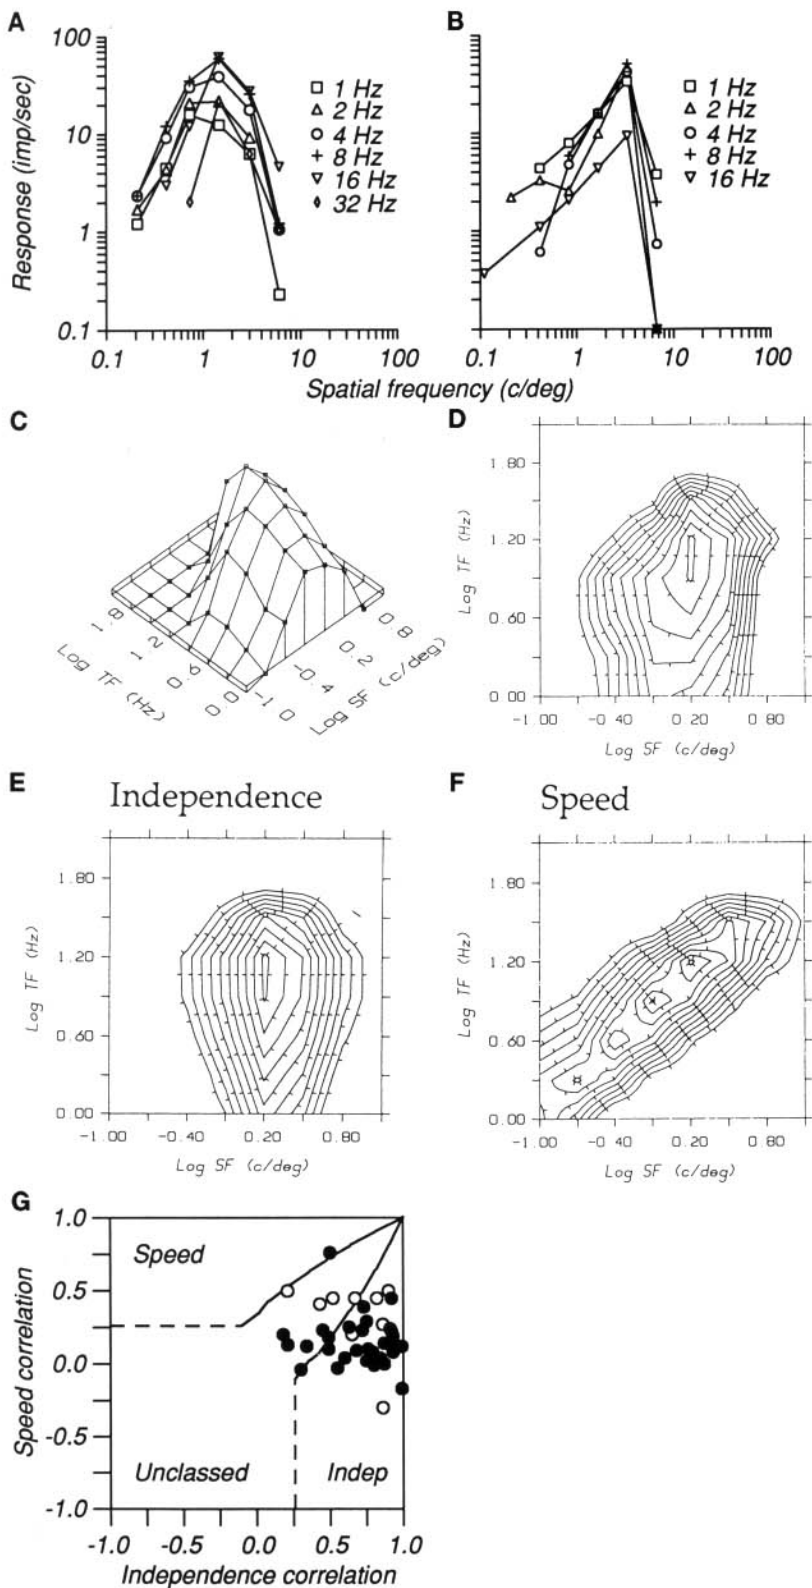 A
B
100
10
1
0.1
Response (imp/sec)
1 Hz
2 Hz
4 Hz
8 Hz
16 Hz
32 Hz
1 Hz
2 Hz
4 Hz
8 Hz
16 Hz
0.1 1 10 100
0.1 1 10 100
Spatial frequency (c/deg)
C
D
Log TF (Hz)
Log SF (c/deg)
0.8
0.2
-0.4
-1.0
1.80
1.20
0.60
0.00
Log TF (Hz)
-1.00 -0.40 0.20 0.80
Log SF (c/deg)
E
Independence
1.80
1.20
0.60
0.00
Log TF (Hz)
-1.00 -0.40 0.20 0.80
Log SF (c/deg)
F
Speed
1.80
1.20
0.60
0.00
Log TF (Hz)
-1.00 -0.40 0.20 0.80
Log SF (c/deg)
G
1.0
0.5
0.0
-0.5
-1.0
Speed correlation
Speed
Unclassed
Indep
-1.0 -0.5 0.0 0.5 1.0
Independence correlation